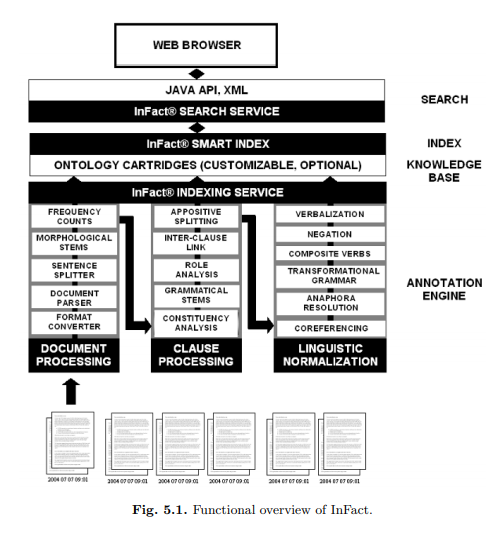 WEB BROWSER
JAVA API, XML
InFact® SEARCH SERVICE
SEARCH
InFact® SMART INDEX
INDEX
ONTOLOGY CARTRIDGES (CUSTOMIZABLE, OPTIONAL)
KNOWLEDGE
BASE
InFact® INDEXING SERVICE
FREQUENCY
COUNTS
MORPHOLOGICAL
STEMS
SENTENCE
SPLITTER
DOCUMENT
PARSER
FORMAT
CONVERTER
DOCUMENT
PROCESSING
APPOSITIVE
SPLITTING
INTER-CLAUSE
LINK
ROLE
ANALYSIS
GRAMMATICAL
STEMS
CONSTITUENCY
ANALYSIS
CLAUSE
PROCESSING
VERBALIZATION
NEGATION
COMPOSITE VERBS
TRANSFORMATIONAL
GRAMMAR
ANAPHORA
RESOLUTION
COREFERENCING
LINGUISTIC
NORMALIZATION
ANNOTATION
ENGINE
2004 07 07 09:01
2004 07 07 09:01
2004 07 07 09:01
2004 07 07 09:01
2004 07 07 09:01
2004 07 07 09:01
Fig. 5.1. Functional overview of InFact.